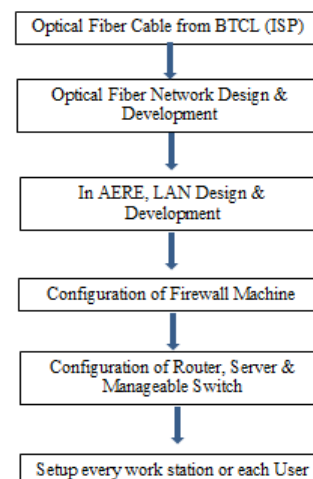 Optical Fiber Cable from BTCL (ISP)
Optical Fiber Network Design &
Development
In AERE, LAN Design &
Development
Configuration of Firewall Machine
Configuration of Router, Server &
Manageable Switch
Setup every work station or each User